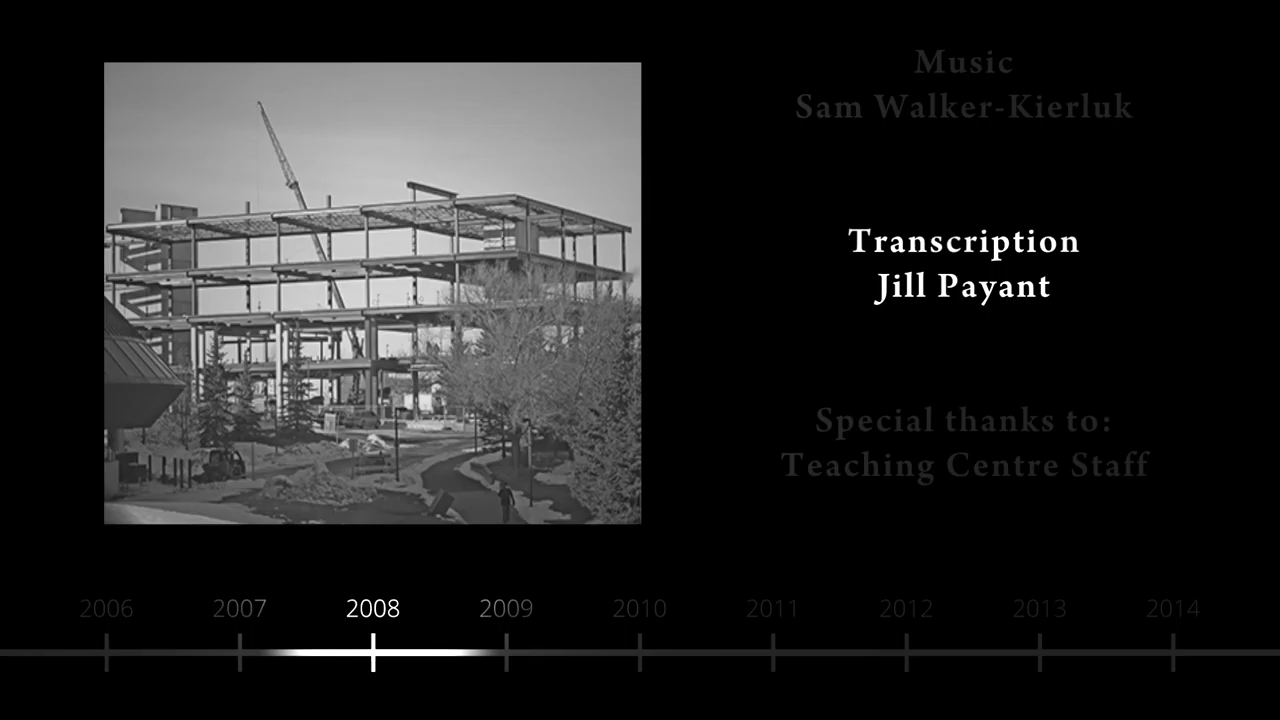 Music
Sam Walker-Kierluk
Transcription
Jill Payant
Special thanks to:
Teaching Centre Staff
2006 2007 2008 2009 2010 2011 2012 2013 2014